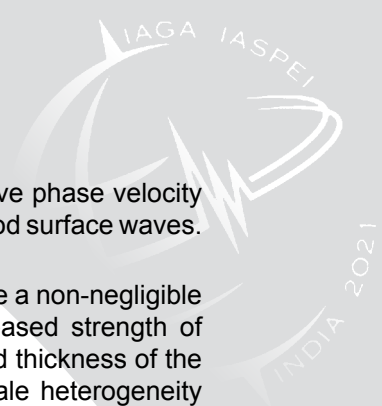 IAGA IASPEI
INDIA 2021
ve phase velocity
od surface waves.
e a non-negligible
ased strength of
d thickness of the
ale heterogeneity